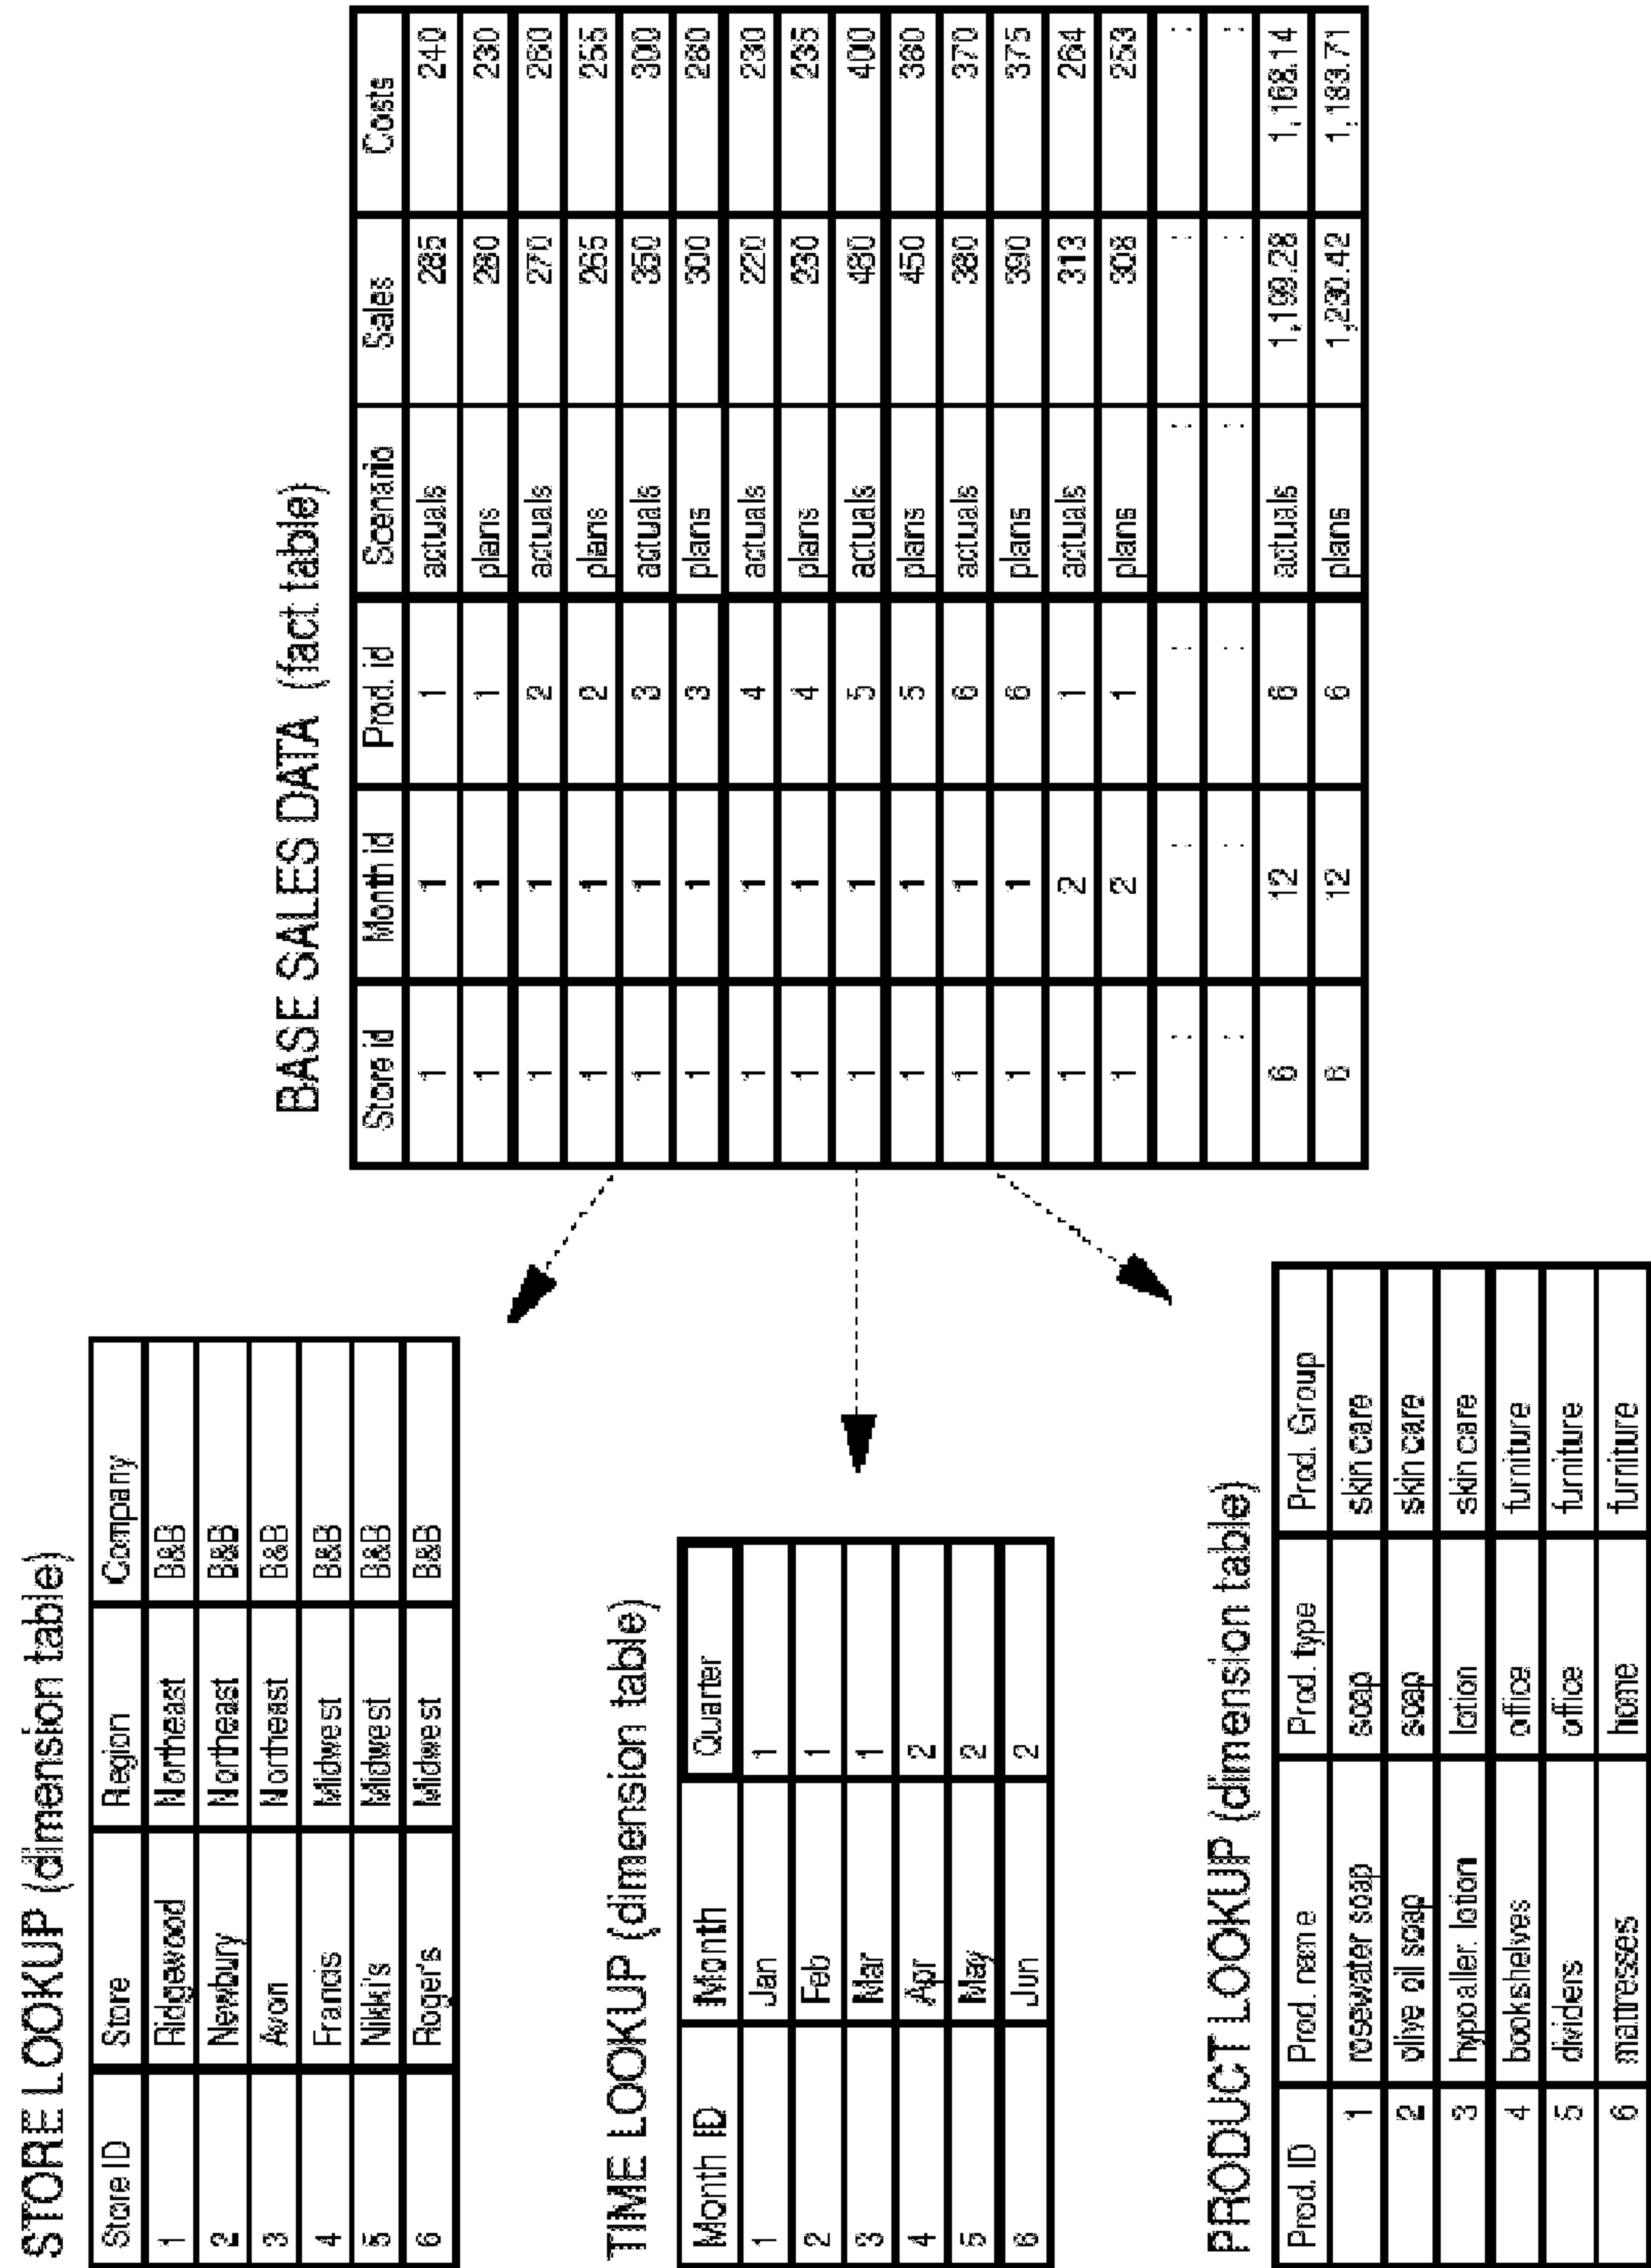 STORE LOOKUP (dimension table)
Store ID Store Region Company
1 Ridgewood Northeast B&B
2 Newbury Northeast B&B
3 Avon Northeast B&B
4 Francis Midwest B&B
5 Nikki's Midwest B&B
6 Roger's Midwest B&B
TIME LOOKUP (dimension table)
Month ID Month Quarter
1 Jan 1
2 Feb 1
3 Mar 1
4 Apr 2
5 May 2
6 Jun 2
PRODUCT LOOKUP (dimension table)
Prod. ID Prod. name Prod. type Prod. Group
1 rosewater soap soap skin care
2 olive oil soap soap skin care
3 hypoaller. lotion lotion skin care
4 bookshelves office furniture
5 dividers office furniture
6 mattresses home furniture
BASE SALES DATA (fact table)
Store id Month id Prod. id Scenario Sales Costs
1 1 1 actuals 285 240
1 1 1 plans 280 230
1 1 2 actuals 270 260
1 1 2 plans 265 255
1 1 3 actuals 350 300
1 1 3 plans 300 280
1 1 4 actuals 220 230
1 1 4 plans 230 235
1 1 5 actuals 480 400
1 1 5 plans 450 380
1 1 6 actuals 380 370
1 1 6 plans 390 375
1 2 1 actuals 313 264
1 2 1 plans 308 253
: : : : : :
: : : : : :
6 12 6 actuals 1,199.28 1,168.14
6 12 6 plans 1,230.42 1,183.71